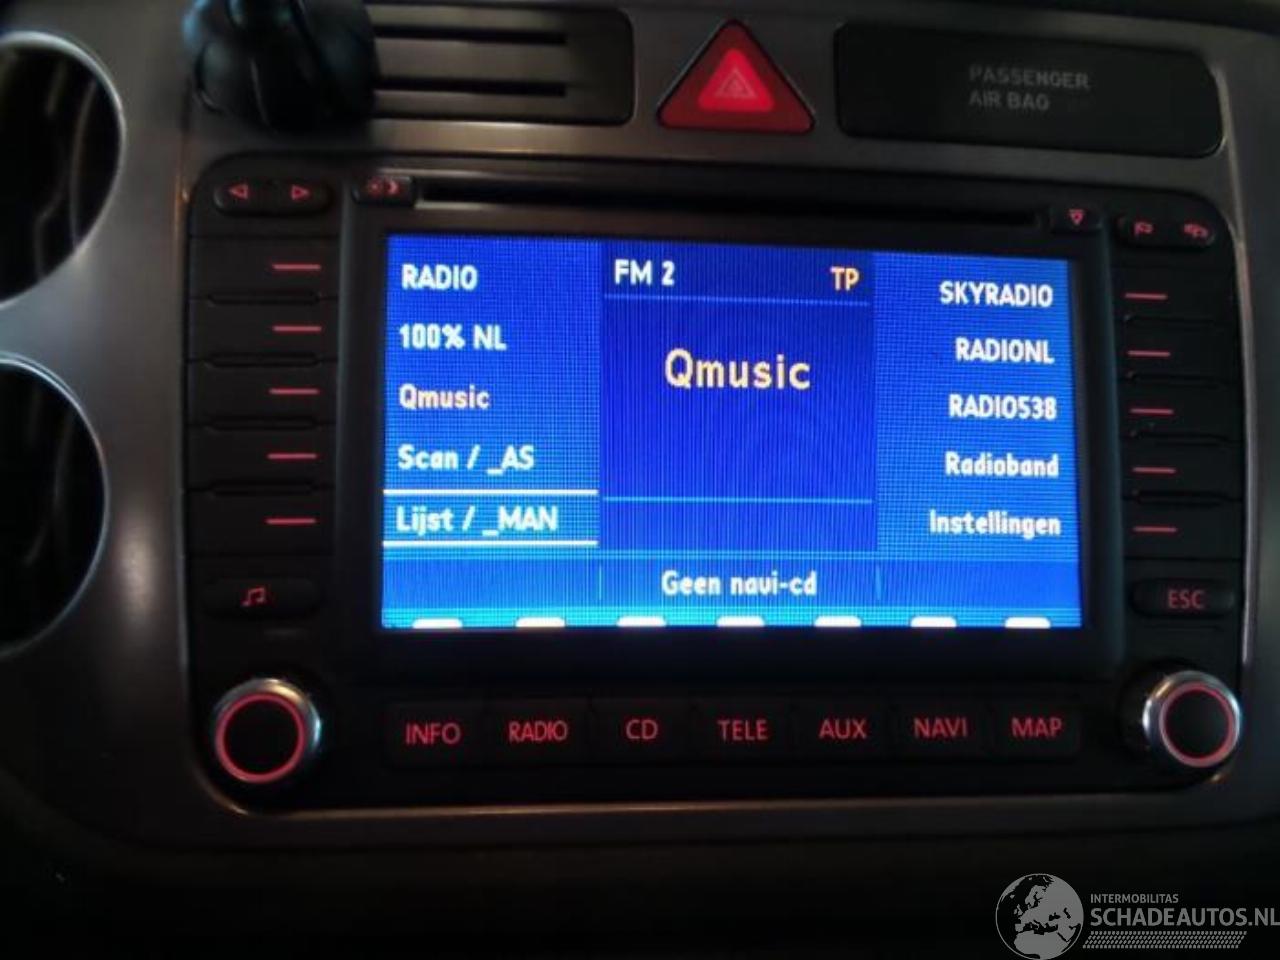 PASSENGER
AIR BAG
RADIO
FM 2
TP
SKYRADIO
100% NL
RADIONL
Qmusic
Qmusic
RADIO538
Scan / _AS
Radioband
Lijst / _MAN
Instellingen
Geen navi-cd
ESC
INFO
RADIO
CD
TELE
AUX
NAVI
MAP
INTERMOBILITAS
SCHADEAUTOS.NL